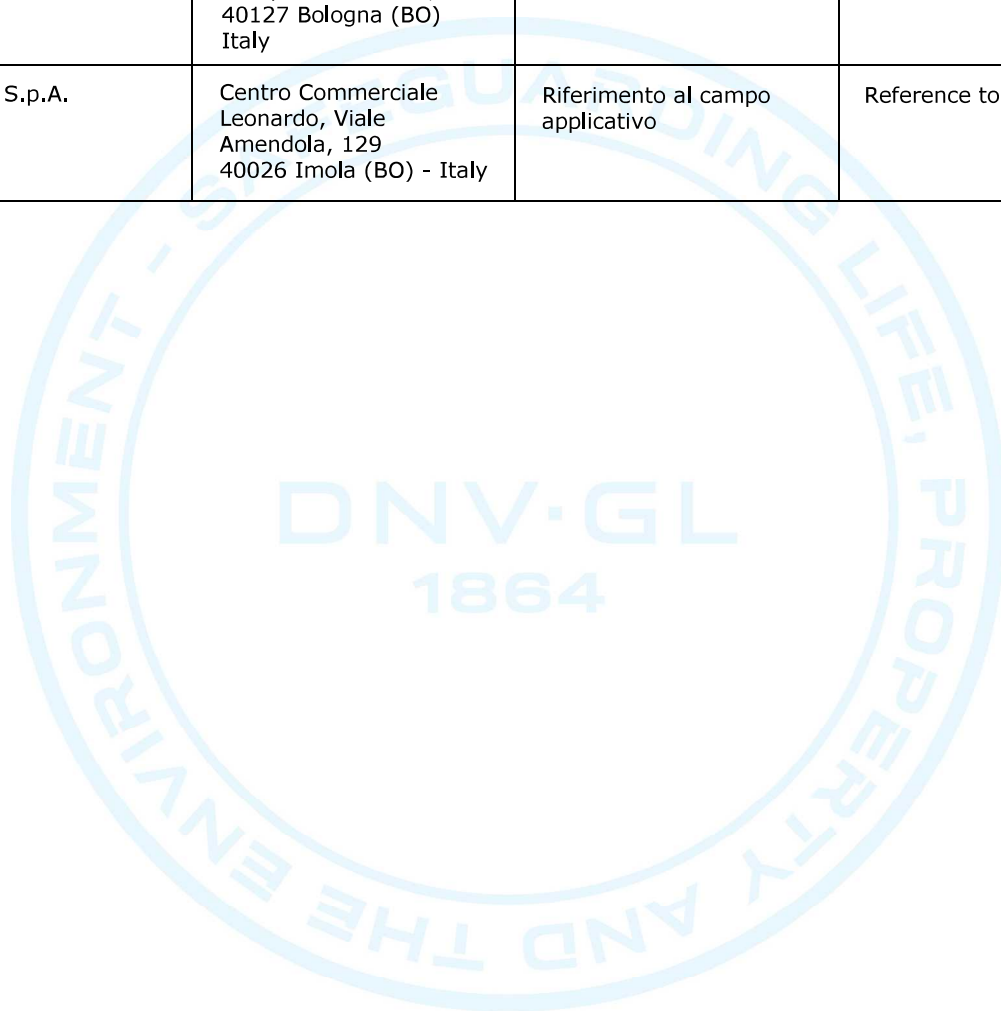 40127 Bologna (BO)
Italy
S.p.A.
Centro Commerciale
Leonardo, Viale
Amendola, 129
40026 Imola (BO) - Italy
Riferimento al campo
applicativo
Reference to
SAFEGUARDING LIFE, PROPERTY AND THE ENVIRONMENT -
DNV·GL
1864